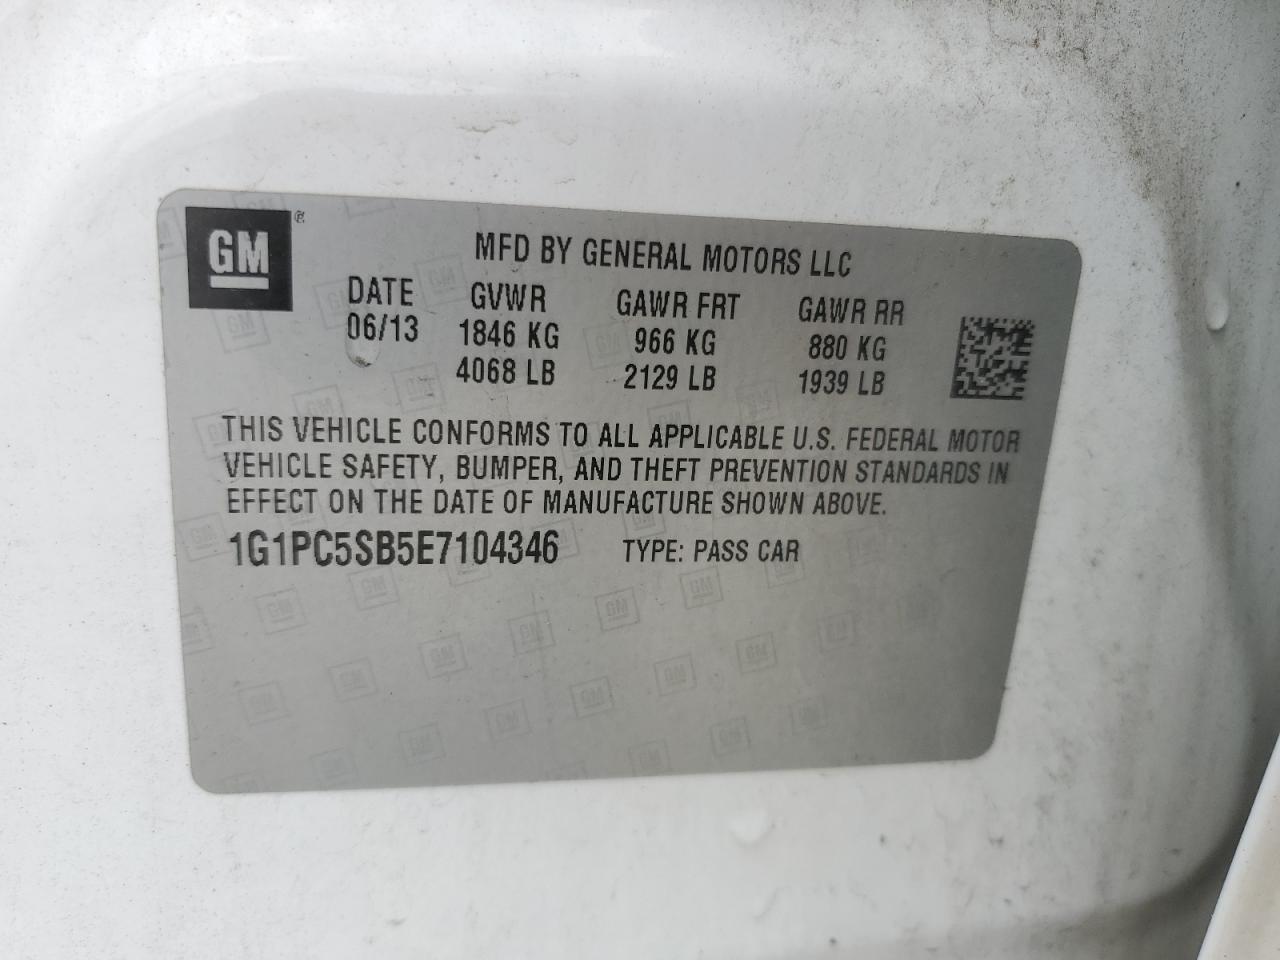 GM ®
MFD BY GENERAL MOTORS LLC
DATE GVWR GAWR FRT GAWR RR
06/13 1846 KG 966 KG 880 KG
4068 LB 2129 LB 1939 LB
THIS VEHICLE CONFORMS TO ALL APPLICABLE U.S. FEDERAL MOTOR
VEHICLE SAFETY, BUMPER, AND THEFT PREVENTION STANDARDS IN
EFFECT ON THE DATE OF MANUFACTURE SHOWN ABOVE.
1G1PC5SB5E7104346 TYPE: PASS CAR